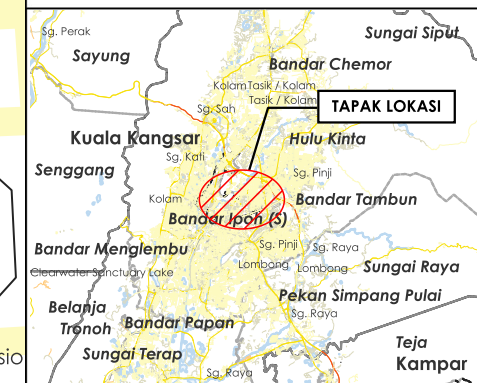 Sg. Perak
Sungai Siput
Sayung
Bandar Chemor
Kolam Tasik / Kolam
Tasik / Kolam
TAPAK LOKASI
Sg. Sah
Kuala Kangsar
Hulu Kinta
Sg. Kati
Senggang
Sg. Pinji
Kolam
Bandar Tambun
Bandar Ipoh (S)
Bandar Menglembu
Sg. Pinji
Sg. Raya
Lombong
Lombong
Sungai Raya
Clearwater Sanctuary Lake
Belanja
Pekan Simpang Pulai
Tronoh
Bandar Papan
Sg. Raya
Teja
Sungai Terap
Kampar
Sg. Raya
sio